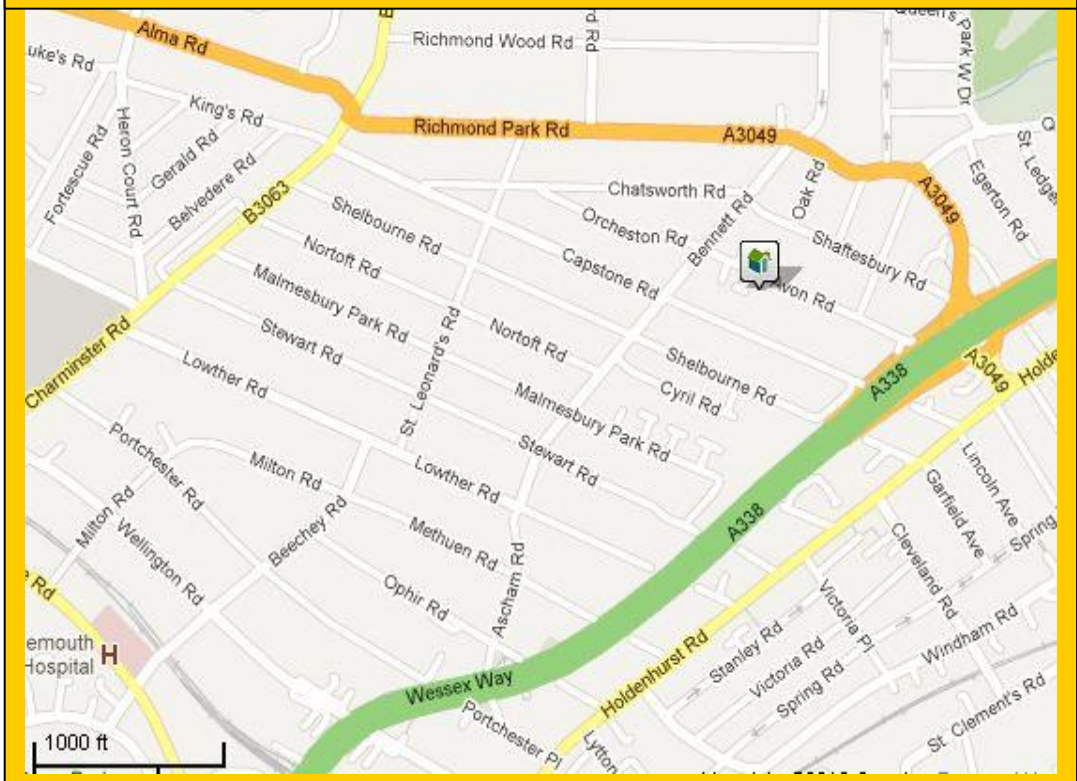 Alma Rd
Richmond Wood Rd
d Rd
Queen's
Park W Dr
uke's Rd
King's Rd
Richmond Park Rd
A3049
Fortescue Rd
Heron Court Rd
Gerald Rd
Belvedere Rd
B3063
Chatsworth Rd
Oak Rd
A3049
Egerton Rd
St. Ledge
Q
Shelbourne Rd
Orcheston Rd
Bennett Rd
Shaftesbury Rd
Nortoft Rd
Capstone Rd
Avon Rd
Malmesbury Park Rd
Stewart Rd
St. Leonard's Rd
Nortoft Rd
Shelbourne Rd
Cyril Rd
A338
A3049
Holde
Charminster Rd
Lowther Rd
Malmesbury Park Rd
Stewart Rd
Portchester Rd
Milton Rd
Lowther Rd
Lincoln Ave
Garfield Ave
Milton Rd
Wellington Rd
Beechey Rd
Methuen Rd
A338
Cleveland Rd
Spring
Ophir Rd
Ascham Rd
e Rd
Victoria Pl
Windham Rd
Stanley Rd
Victoria Rd
Spring Rd
emouth
Hospital
H
Wessex Way
Holdenhurst Rd
St. Clement's Rd
Portchester Pl
Lytton
1000 ft